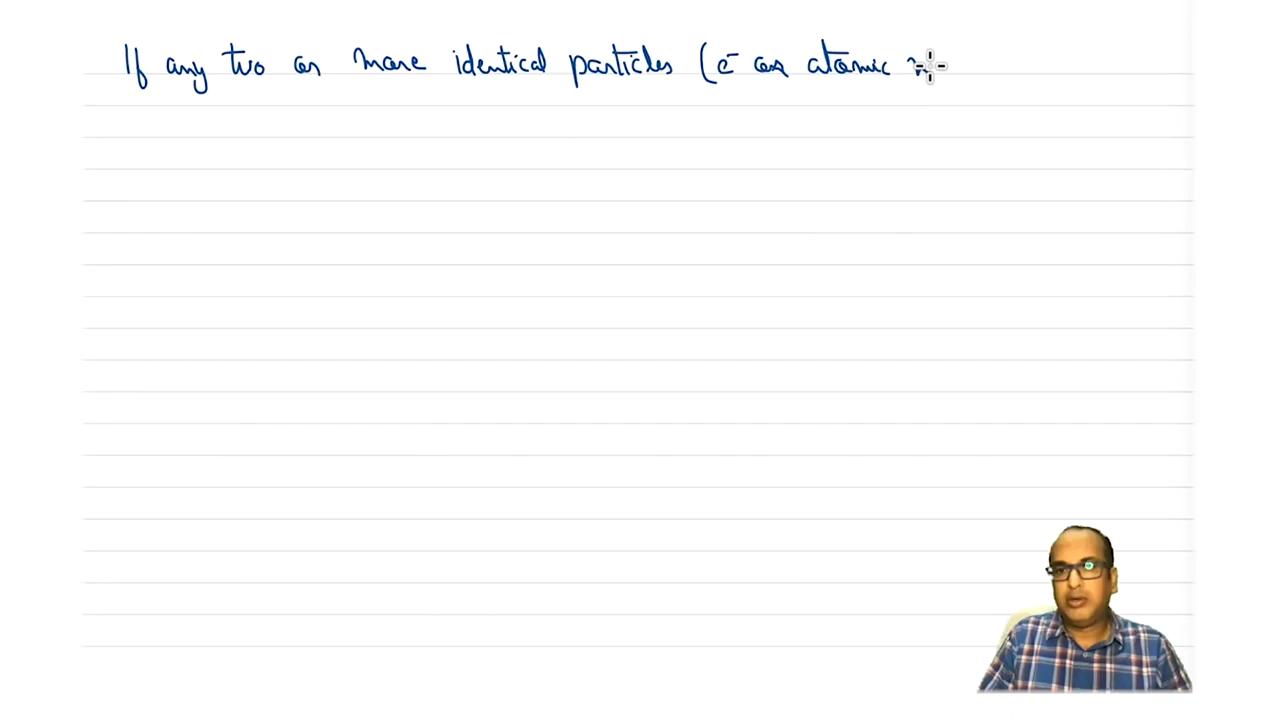 If any two or more identical particles (e⁻ or atomic